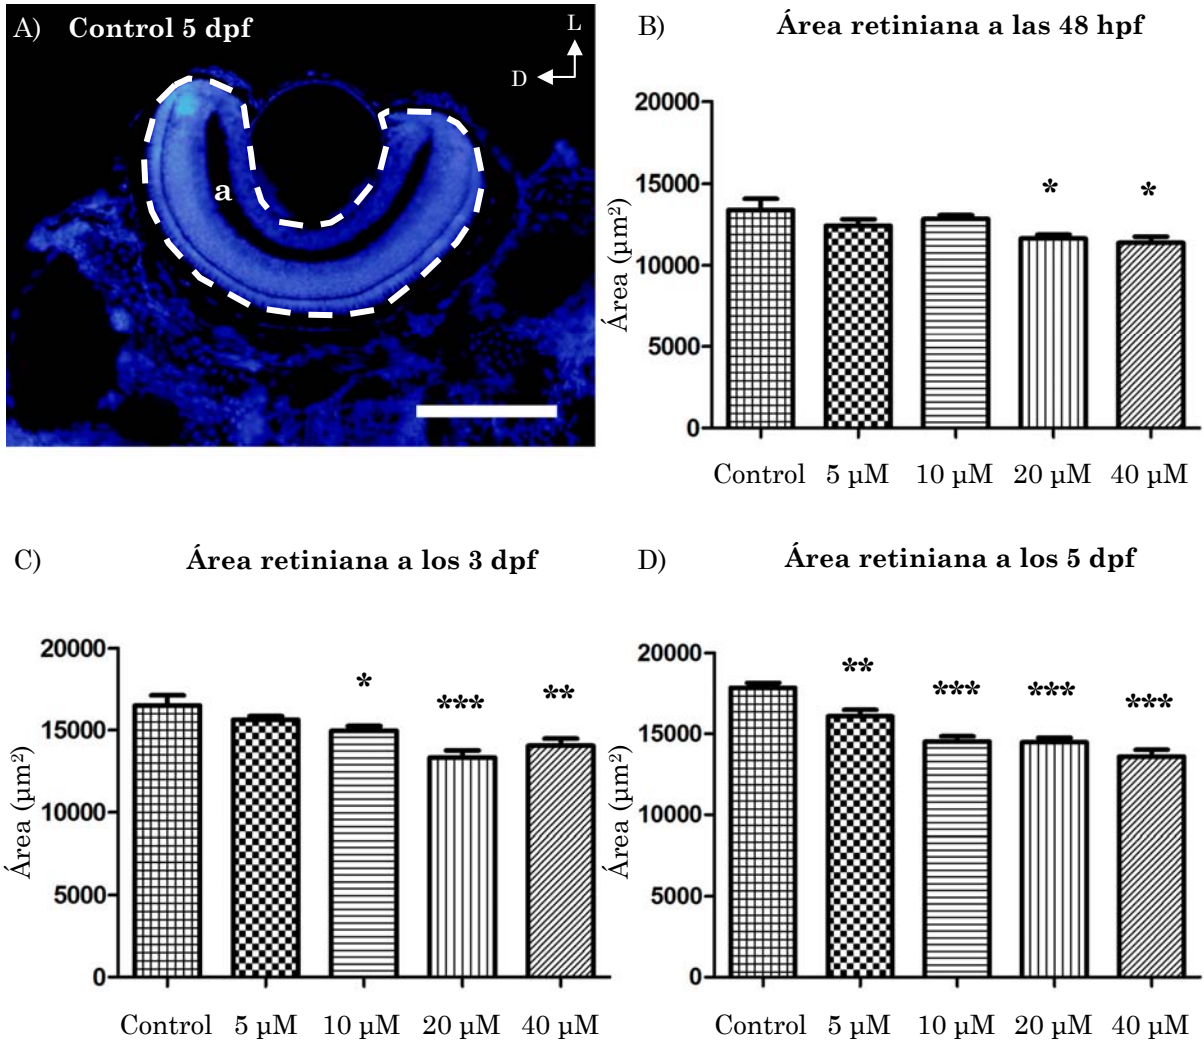 A) Control 5 dpf
L
D
a
B) Área retiniana a las 48 hpf
20000
15000
10000
5000
0
Área (µm²)
* *
Control 5 µM 10 µM 20 µM 40 µM
C) Área retiniana a los 3 dpf
20000
15000
10000
5000
0
Área (µm²)
* *** **
Control 5 µM 10 µM 20 µM 40 µM
D) Área retiniana a los 5 dpf
20000
15000
10000
5000
0
Área (µm²)
** *** *** ***
Control 5 µM 10 µM 20 µM 40 µM